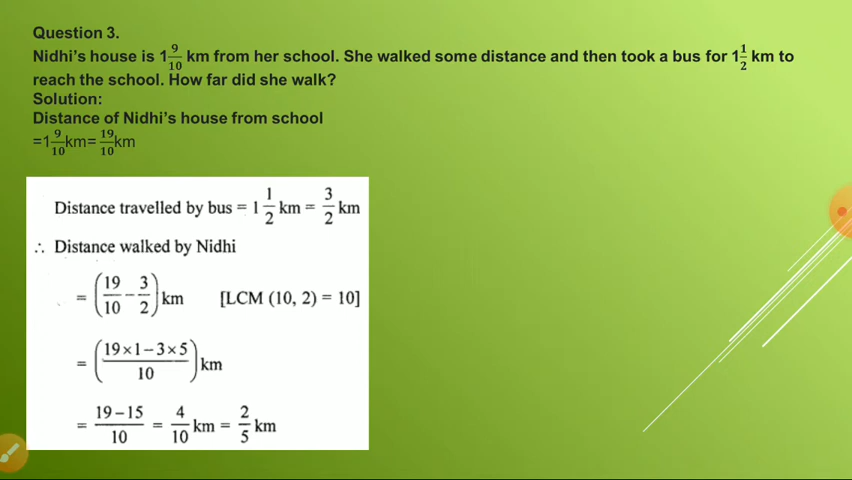 Question 3.
Nidhi's house is 1 9/10 km from her school. She walked some distance and then took a bus for 1 1/2 km to
reach the school. How far did she walk?
Solution:
Distance of Nidhi's house from school
=1 9/10 km= 19/10 km
Distance travelled by bus = 1 1/2 km = 3/2 km
∴ Distance walked by Nidhi
= (19/10 − 3/2) km [LCM (10, 2) = 10]
= ((19×1−3×5)/10) km
= (19−15)/10 = 4/10 km = 2/5 km